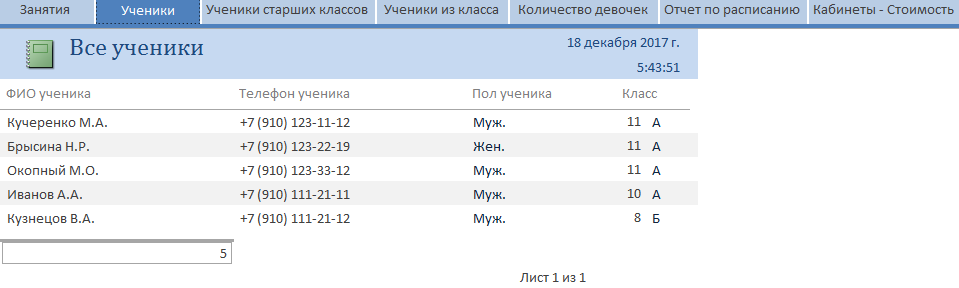 Занятия Ученики Ученики старших классов Ученики из класса Количество девочек Отчет по расписанию Кабинеты - Стоимость
Все ученики 18 декабря 2017 г.
5:43:51
ФИО ученика Телефон ученика Пол ученика Класс
Кучеренко М.А. +7 (910) 123-11-12 Муж. 11 А
Брысина Н.Р. +7 (910) 123-22-19 Жен. 11 А
Окопный М.О. +7 (910) 123-33-12 Муж. 11 А
Иванов А.А. +7 (910) 111-21-11 Муж. 10 А
Кузнецов В.А. +7 (910) 111-21-12 Муж. 8 Б
5
Лист 1 из 1